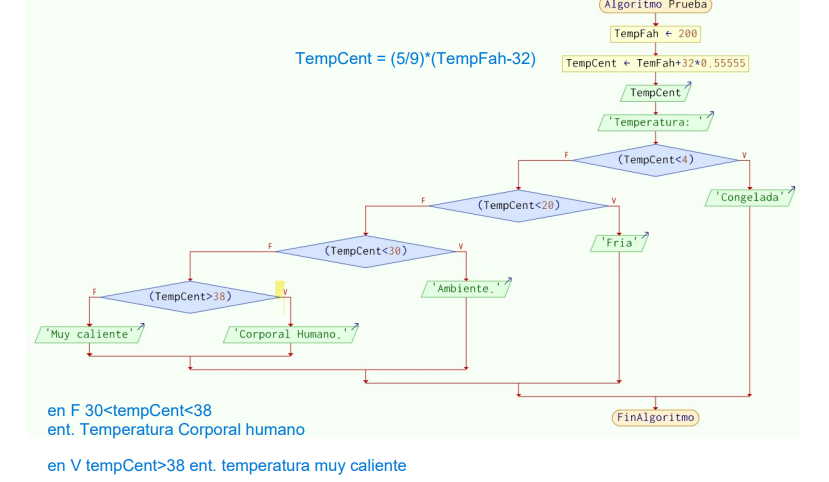 Algoritmo Prueba
TempFah ← 200
TempCent = (5/9)*(TempFah-32)
TempCent ← TemFah+32*0.55555
TempCent
'Temperatura: '
F
(TempCent<4)
V
'Congelada'
F
(TempCent<20)
V
'Fria'
F
(TempCent<30)
V
'Ambiente.'
F
(TempCent>38)
V
'Muy caliente'
'Corporal Humano.'
en F 30<tempCent<38
ent. Temperatura Corporal humano
FinAlgoritmo
en V tempCent>38 ent. temperatura muy caliente